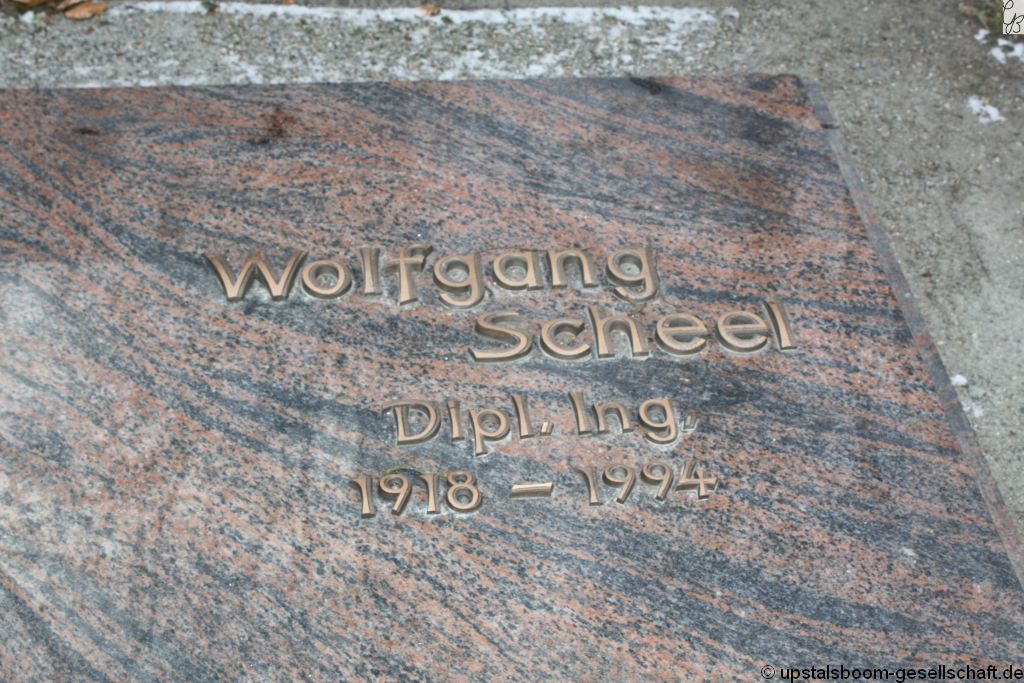 Wolfgang
Scheel
Dipl. Ing.
1918 – 1994
© upstalsboom-gesellschaft.de